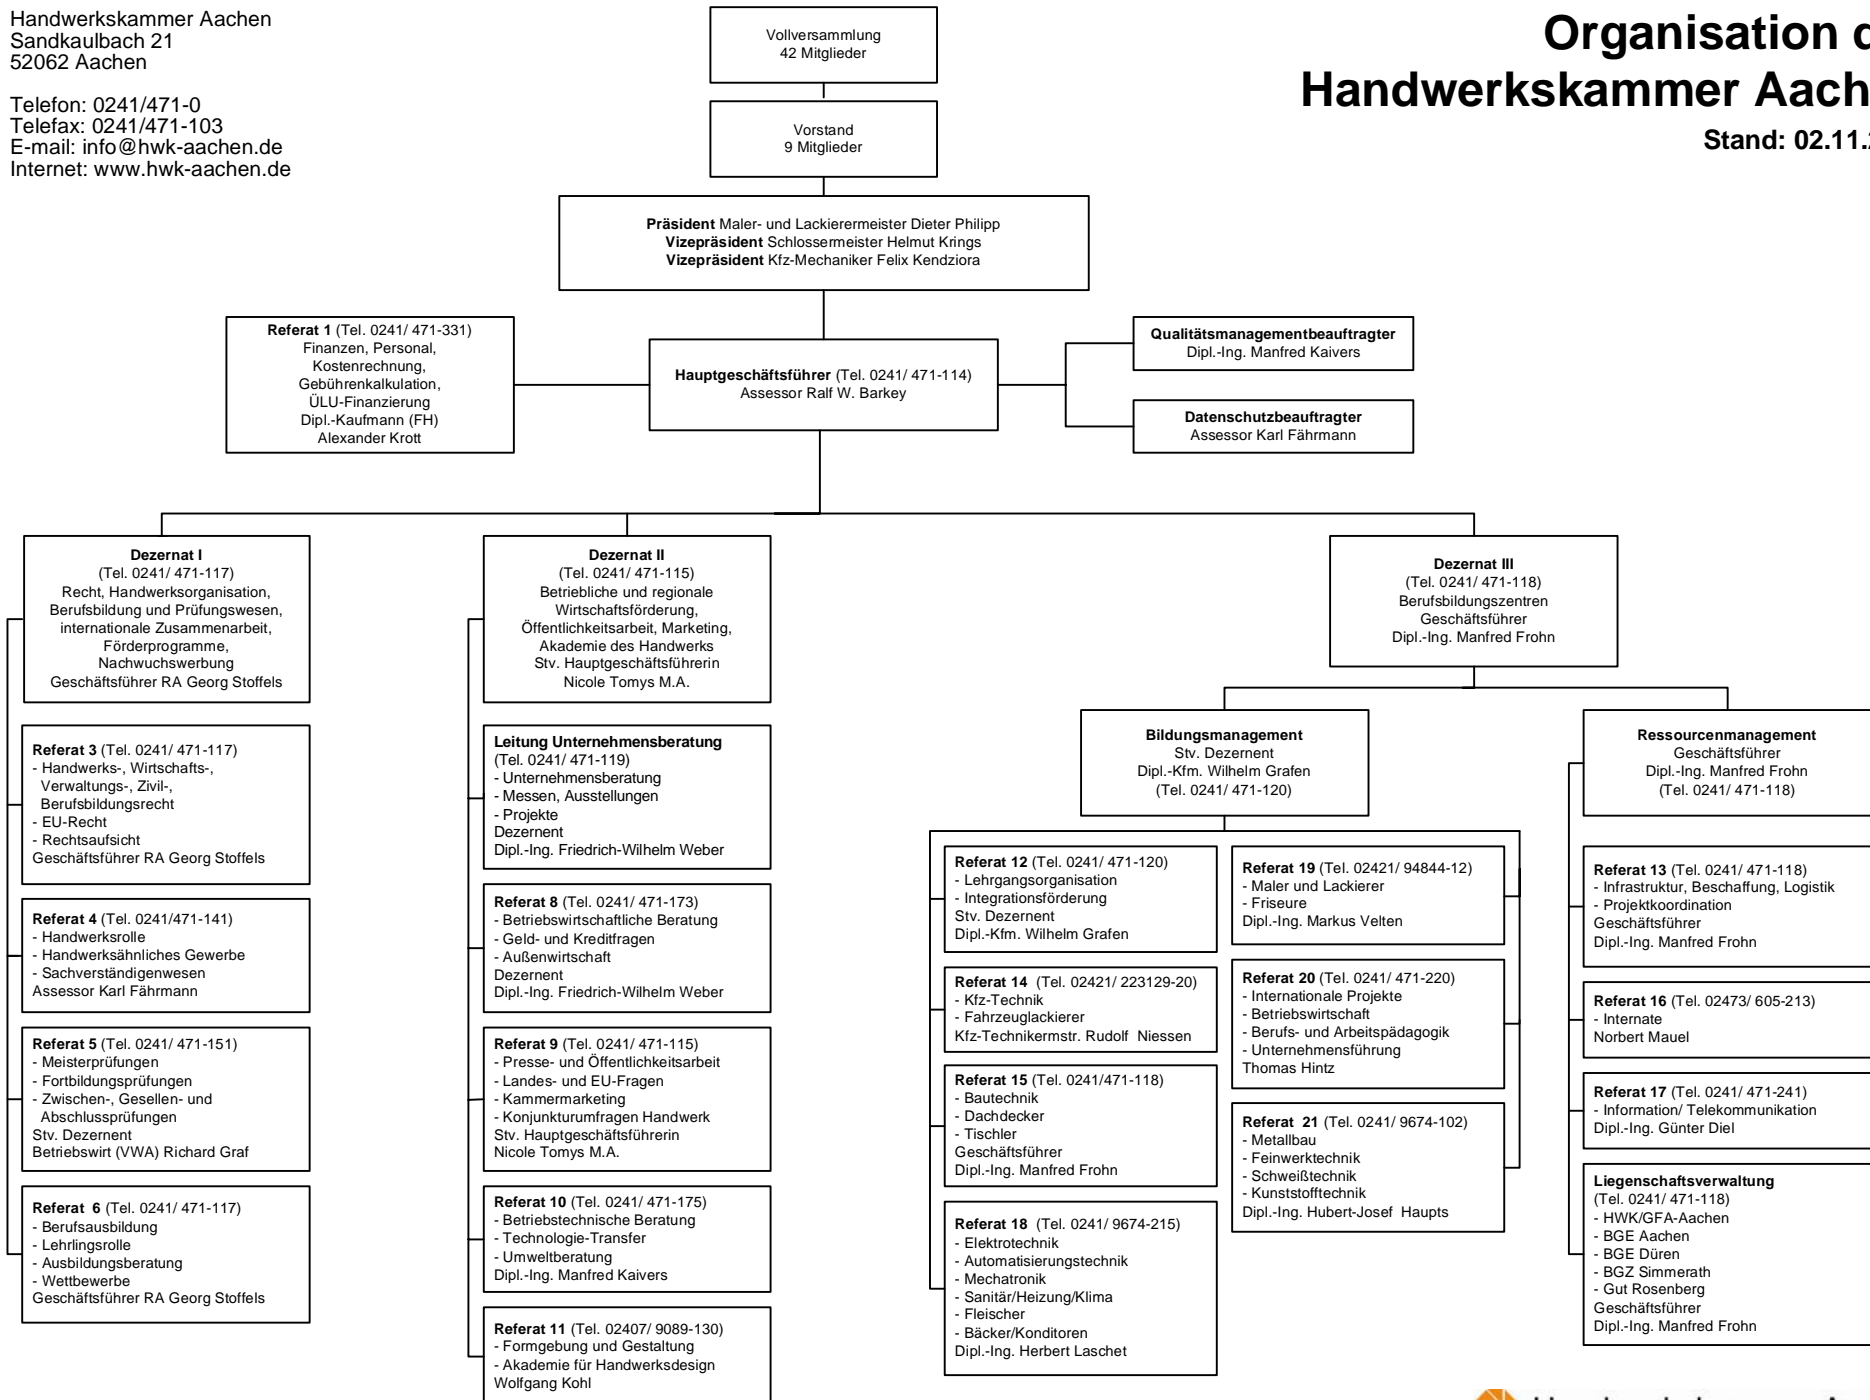 Handwerkskammer Aachen
Sandkaulbach 21
52062 Aachen
Telefon: 0241/471-0
Telefax: 0241/471-103
E-mail: info@hwk-aachen.de
Internet: www.hwk-aachen.de
Organisation
Handwerkskammer
Stand: 02.11.
Vollversammlung
42 Mitglieder
Vorstand
9 Mitglieder
Präsident Maler- und Lackierermeister Dieter Philipp
Vizepräsident Schlossermeister Helmut Krings
Vizepräsident Kfz-Mechaniker Felix Kendziora
Referat 1 (Tel. 0241/ 471-331)
Finanzen, Personal,
Kostenrechnung,
Gebührenkalkulation,
ÜLU-Finanzierung
Dipl.-Kaufmann (FH)
Alexander Krott
Hauptgeschäftsführer (Tel. 0241/ 471-114)
Assessor Ralf W. Barkey
Qualitätsmanagementbeauftragter
Dipl.-Ing. Manfred Kaivers
Datenschutzbeauftragter
Assessor Karl Fährmann
Dezernat I
(Tel. 0241/ 471-117)
Recht, Handwerksorganisation,
Berufsbildung und Prüfungswesen,
internationale Zusammenarbeit,
Förderprogramme,
Nachwuchswerbung
Geschäftsführer RA Georg Stoffels
Referat 3 (Tel. 0241/ 471-117)
- Handwerks-, Wirtschafts-,
Verwaltungs-, Zivil-,
Berufsbildungsrecht
- EU-Recht
- Rechtsaufsicht
Geschäftsführer RA Georg Stoffels
Referat 4 (Tel. 0241/471-141)
- Handwerksrolle
- Handwerksähnliches Gewerbe
- Sachverständigenwesen
Assessor Karl Fährmann
Referat 5 (Tel. 0241/ 471-151)
- Meisterprüfungen
- Fortbildungsprüfungen
- Zwischen-, Gesellen- und
Abschlussprüfungen
Stv. Dezernent
Betriebswirt (VWA) Richard Graf
Referat 6 (Tel. 0241/ 471-117)
- Berufsausbildung
- Lehrlingsrolle
- Ausbildungsberatung
- Wettbewerbe
Geschäftsführer RA Georg Stoffels
Dezernat II
(Tel. 0241/ 471-115)
Betriebliche und regionale
Wirtschaftsförderung,
Öffentlichkeitsarbeit, Marketing,
Akademie des Handwerks
Stv. Hauptgeschäftsführerin
Nicole Tomys M.A.
Leitung Unternehmensberatung
(Tel. 0241/ 471-119)
- Unternehmensberatung
- Messen, Ausstellungen
- Projekte
Dezernent
Dipl.-Ing. Friedrich-Wilhelm Weber
Referat 8 (Tel. 0241/ 471-173)
- Betriebswirtschaftliche Beratung
- Geld- und Kreditfragen
- Außenwirtschaft
Dezernent
Dipl.-Ing. Friedrich-Wilhelm Weber
Referat 9 (Tel. 0241/ 471-115)
- Presse- und Öffentlichkeitsarbeit
- Landes- und EU-Fragen
- Kammermarketing
- Konjunkturumfragen Handwerk
Stv. Hauptgeschäftsführerin
Nicole Tomys M.A.
Referat 10 (Tel. 0241/ 471-175)
- Betriebstechnische Beratung
- Technologie-Transfer
- Umweltberatung
Dipl.-Ing. Manfred Kaivers
Referat 11 (Tel. 02407/ 9089-130)
- Formgebung und Gestaltung
- Akademie für Handwerksdesign
Wolfgang Kohl
Dezernat III
(Tel. 0241/ 471-118)
Berufsbildungszentren
Geschäftsführer
Dipl.-Ing. Manfred Frohn
Bildungsmanagement
Stv. Dezernent
Dipl.-Kfm. Wilhelm Grafen
(Tel. 0241/ 471-120)
Referat 12 (Tel. 0241/ 471-120)
- Lehrgangsorganisation
- Integrationsförderung
Stv. Dezernent
Dipl.-Kfm. Wilhelm Grafen
Referat 14 (Tel. 02421/ 223129-20)
- Kfz-Technik
- Fahrzeuglackierer
Kfz-Technikermstr. Rudolf Niessen
Referat 15 (Tel. 0241/471-118)
- Bautechnik
- Dachdecker
- Tischler
Geschäftsführer
Dipl.-Ing. Manfred Frohn
Referat 18 (Tel. 0241/ 9674-215)
- Elektrotechnik
- Automatisierungstechnik
- Mechatronik
- Sanitär/Heizung/Klima
- Fleischer
- Bäcker/Konditoren
Dipl.-Ing. Herbert Laschet
Referat 19 (Tel. 02421/ 94844-12)
- Maler und Lackierer
- Friseure
Dipl.-Ing. Markus Velten
Referat 20 (Tel. 0241/ 471-220)
- Internationale Projekte
- Betriebswirtschaft
- Berufs- und Arbeitspädagogik
- Unternehmensführung
Thomas Hintz
Referat 21 (Tel. 0241/ 9674-102)
- Metallbau
- Feinwerktechnik
- Schweißtechnik
- Kunststofftechnik
Dipl.-Ing. Hubert-Josef Haupts
Ressourcenmanagement
Geschäftsführer
Dipl.-Ing. Manfred Frohn
(Tel. 0241/ 471-118)
Referat 13 (Tel. 0241/ 471-118)
- Infrastruktur, Beschaffung, Logistik
- Projektkoordination
Geschäftsführer
Dipl.-Ing. Manfred Frohn
Referat 16 (Tel. 02473/ 605-213)
- Internate
Norbert Mauel
Referat 17 (Tel. 0241/ 471-241)
- Information/ Telekommunikation
Dipl.-Ing. Günter Diel
Liegenschaftsverwaltung
(Tel. 0241/ 471-118)
- HWK/GFA-Aachen
- BGE Aachen
- BGE Düren
- BGZ Simmerath
- Gut Rosenberg
Geschäftsführer
Dipl.-Ing. Manfred Frohn